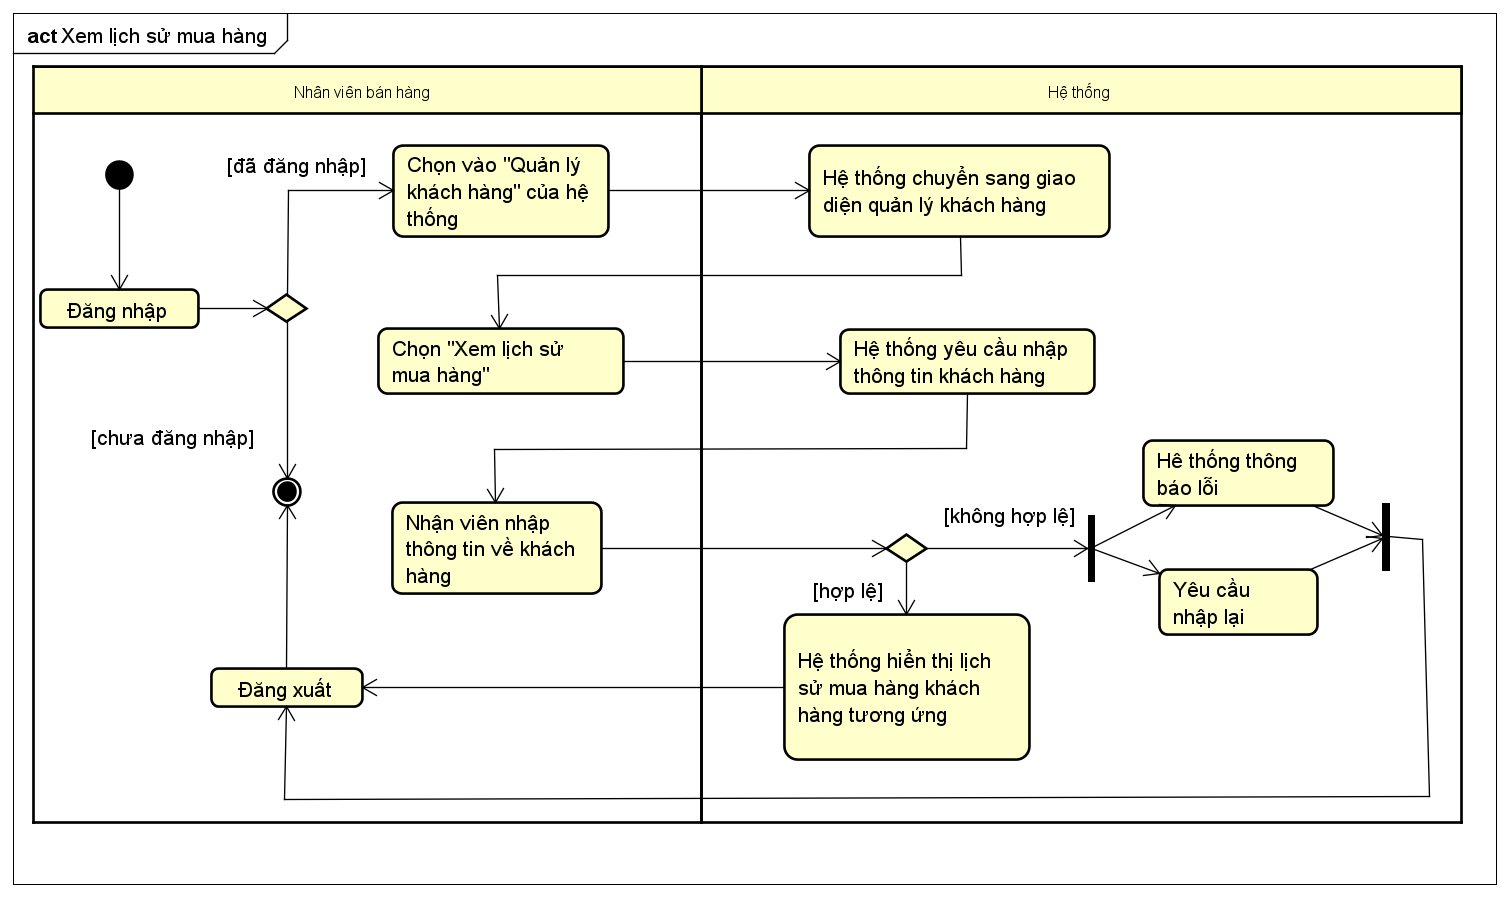 act Xem lịch sử mua hàng
Nhân viên bán hàng
Hệ thống
[đã đăng nhập]
Chọn vào "Quản lý
khách hàng" của hệ
thống
Hệ thống chuyển sang giao
diện quản lý khách hàng
Đăng nhập
Chọn "Xem lịch sử
mua hàng"
Hệ thống yêu cầu nhập
thông tin khách hàng
[chưa đăng nhập]
Nhận viên nhập
thông tin về khách
hàng
[không hợp lệ]
Hê thống thông
báo lỗi
[hợp lệ]
Yêu cầu
nhập lại
Hệ thống hiển thị lịch
sử mua hàng khách
hàng tương ứng
Đăng xuất